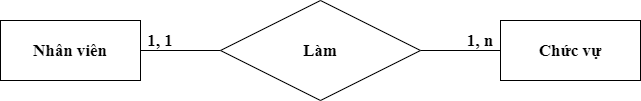 Nhân viên 1, 1 Làm 1, n Chức vụ